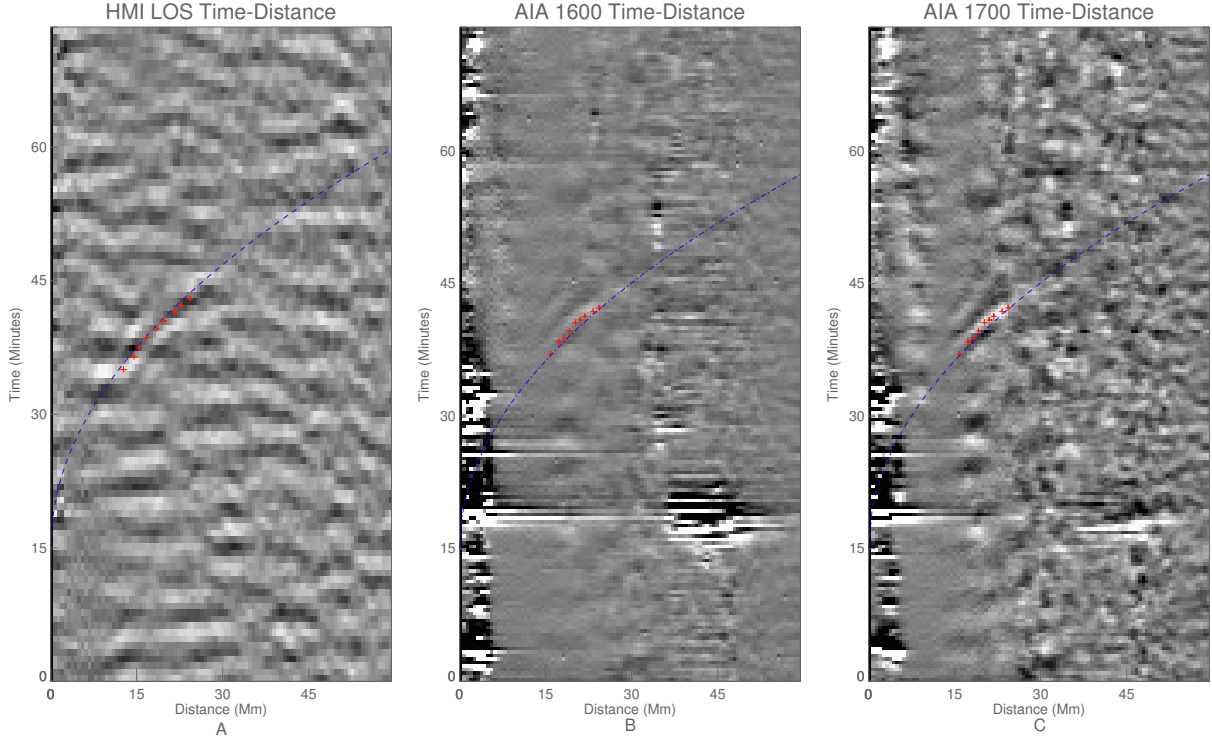 HMI LOS Time-Distance
Time (Minutes)
60
45
30
15
0
0 15 30 45
Distance (Mm)
A
AIA 1600 Time-Distance
Time (Minutes)
60
45
30
15
0
0 15 30 45
Distance (Mm)
B
AIA 1700 Time-Distance
Time (Minutes)
60
45
30
15
0
0 15 30 45
Distance (Mm)
C